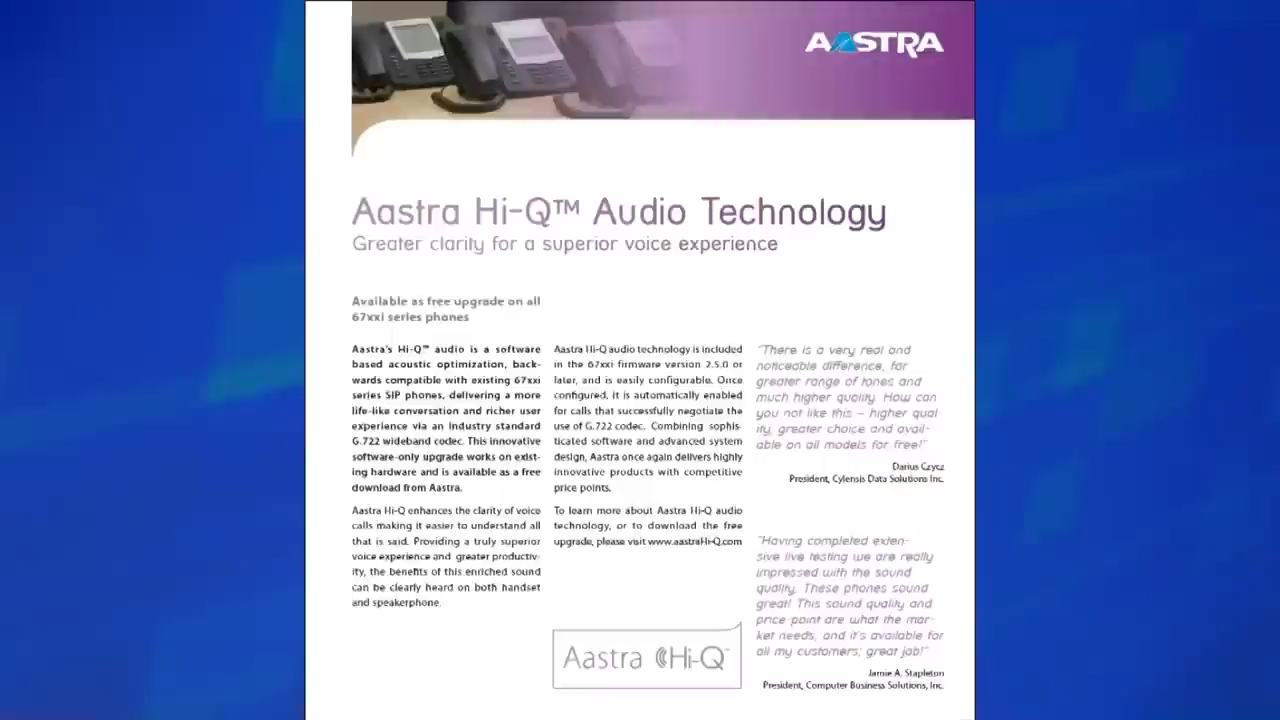 AASTRA
Aastra Hi-Q™ Audio Technology
Greater clarity for a superior voice experience
Available as free upgrade on all
67xxi series phones
Aastra's Hi-Q™ audio is a software
based acoustic optimization, back-
wards compatible with existing 67xxi
series SIP phones, delivering a more
life-like conversation and richer user
experience via an industry standard
G.722 wideband codec. This innovative
software-only upgrade works on exist-
ing hardware and is available as a free
download from Aastra.
Aastra Hi-Q enhances the clarity of voice
calls making it easier to understand all
that is said. Providing a truly superior
voice experience and greater productiv-
ity, the benefits of this enriched sound
can be clearly heard on both handset
and speakerphone.
Aastra Hi-Q audio technology is included
in the 67xxi firmware version 2.5.0 or
later, and is easily configurable. Once
configured, it is automatically enabled
for calls that successfully negotiate the
use of G.722 codec. Combining sophis-
ticated software and advanced system
design, Aastra once again delivers highly
innovative products with competitive
price points.
To learn more about Aastra Hi-Q audio
technology, or to download the free
upgrade, please visit www.aastraHi-Q.com
Aastra Hi-Q™
"There is a very real and
noticeable difference, far
greater range of tones and
much higher quality. How can
you not like this – higher qual-
ity, greater choice and avail-
able on all models for free!"
Darius Czycz
President, Cylensis Data Solutions Inc.
"Having completed exten-
sive live testing we are really
impressed with the sound
quality. These phones sound
great! This sound quality and
price point are what the mar-
ket needs, and it's available for
all my customers; great job!"
Jamie A. Stapleton
President, Computer Business Solutions, Inc.